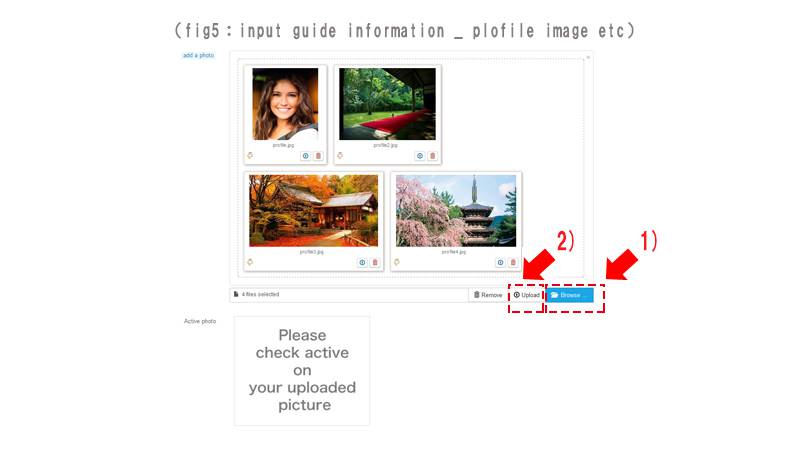 (fig5：input guide information _ plofile image etc)
add a photo
×
profile.jpg
profile2.jpg
profile3.jpg
profile4.jpg
2)
1)
4 files selected
Remove
Upload
Browse ...
Active photo
Please
check active
on
your uploaded
picture